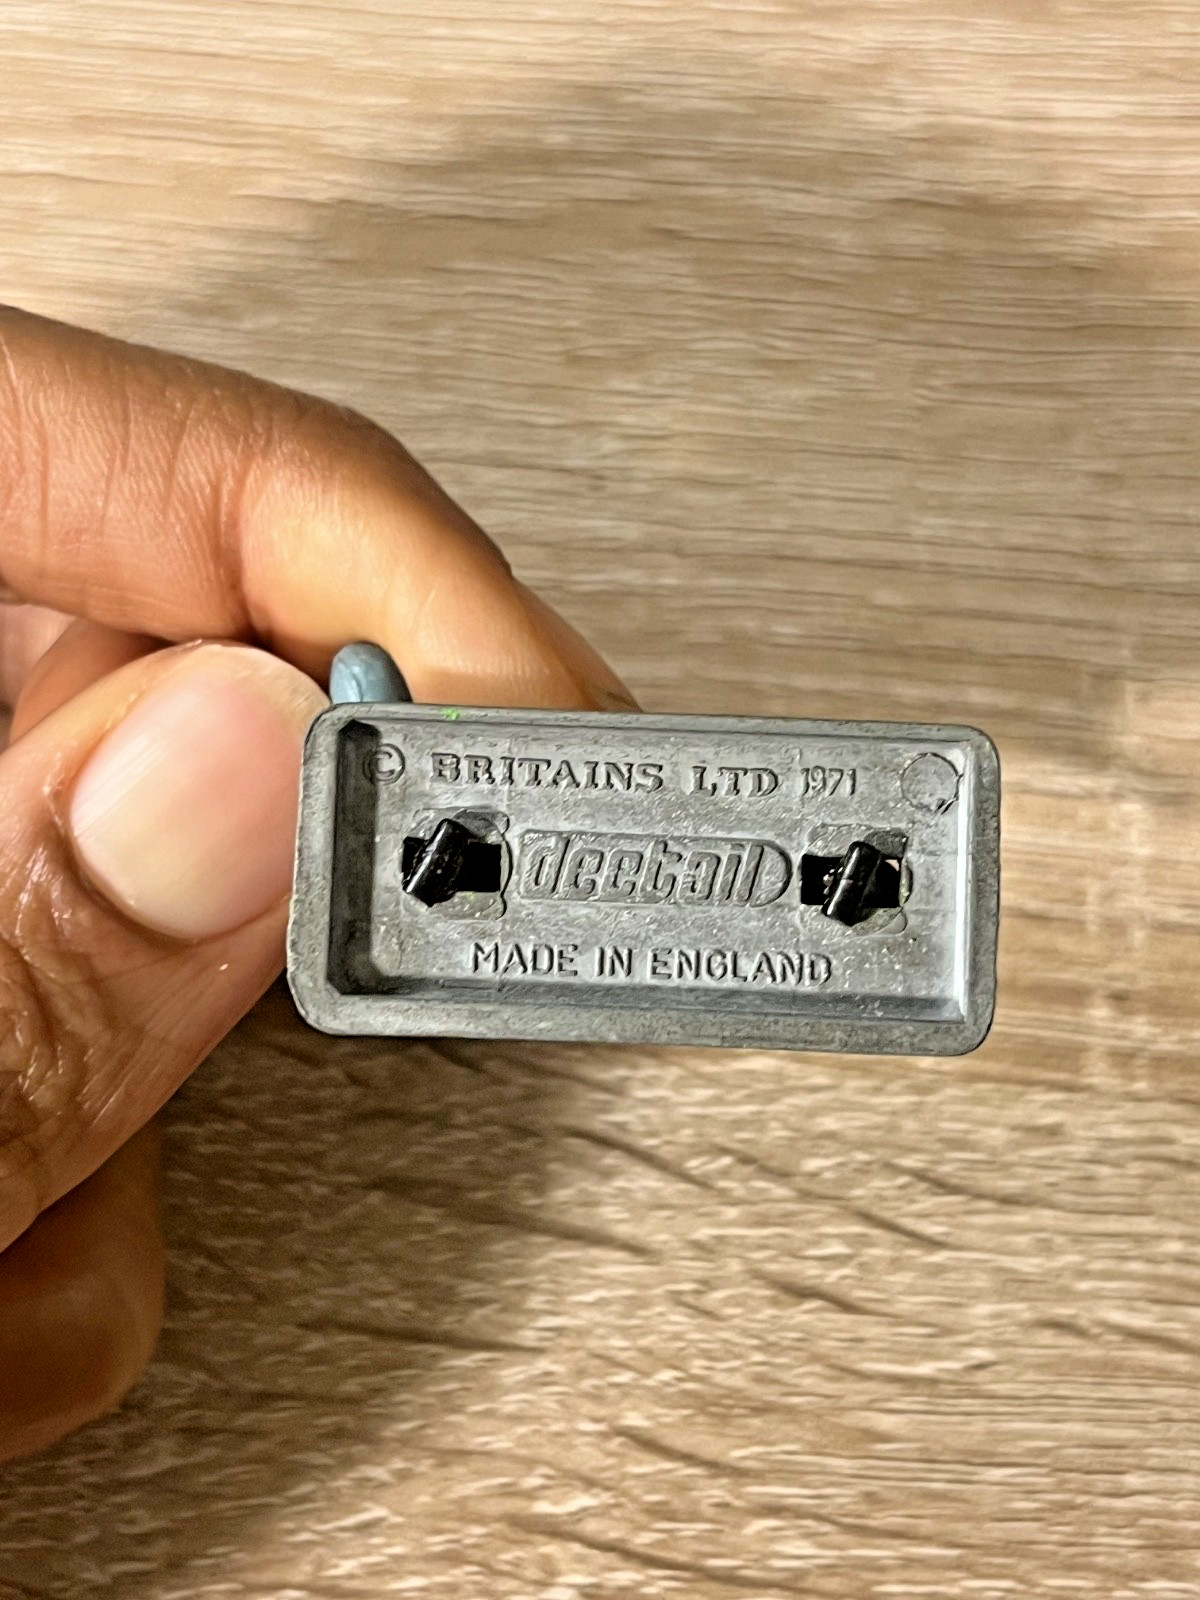 © BRITAINS LTD 1971
deetail
MADE IN ENGLAND